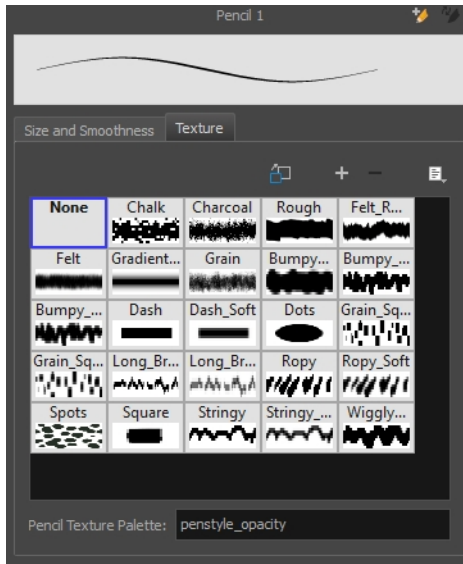 Pencil 1
Size and Smoothness Texture
None Chalk Charcoal Rough Felt_R...
Felt Gradient... Grain Bumpy... Bumpy_...
Bumpy_... Dash Dash_Soft Dots Grain_Sq...
Grain_Sq... Long_Br... Long_Br... Ropy Ropy_Soft
Spots Square Stringy Stringy_... Wiggly...
Pencil Texture Palette: penstyle_opacity